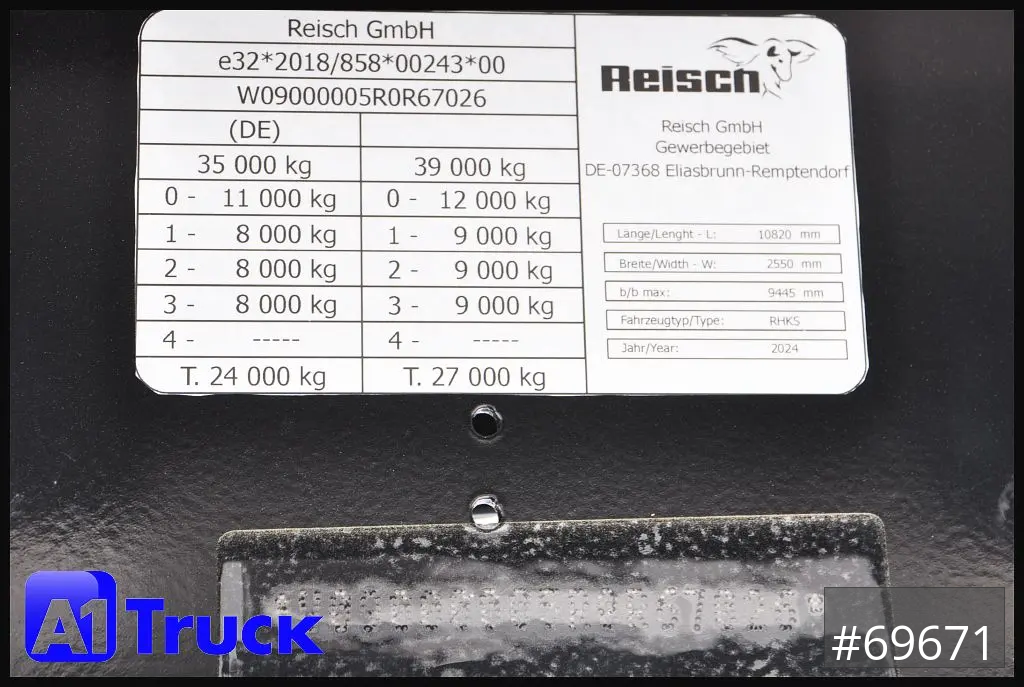 Reisch GmbH
e32*2018/858*00243*00
W09000005R0R67026
(DE)
35 000 kg 39 000 kg
0 - 11 000 kg 0 - 12 000 kg
1 - 8 000 kg 1 - 9 000 kg
2 - 8 000 kg 2 - 9 000 kg
3 - 8 000 kg 3 - 9 000 kg
4 - ----- 4 - -----
T. 24 000 kg T. 27 000 kg
Reisch
Reisch GmbH
Gewerbegebiet
DE-07368 Eliasbrunn-Remptendorf
Länge/Lenght - L: 10820 mm
Breite/Width - W: 2550 mm
b/b max: 9445 mm
Fahrzeugtyp/Type: RHKS
Jahr/Year: 2024
A1 Truck
#69671